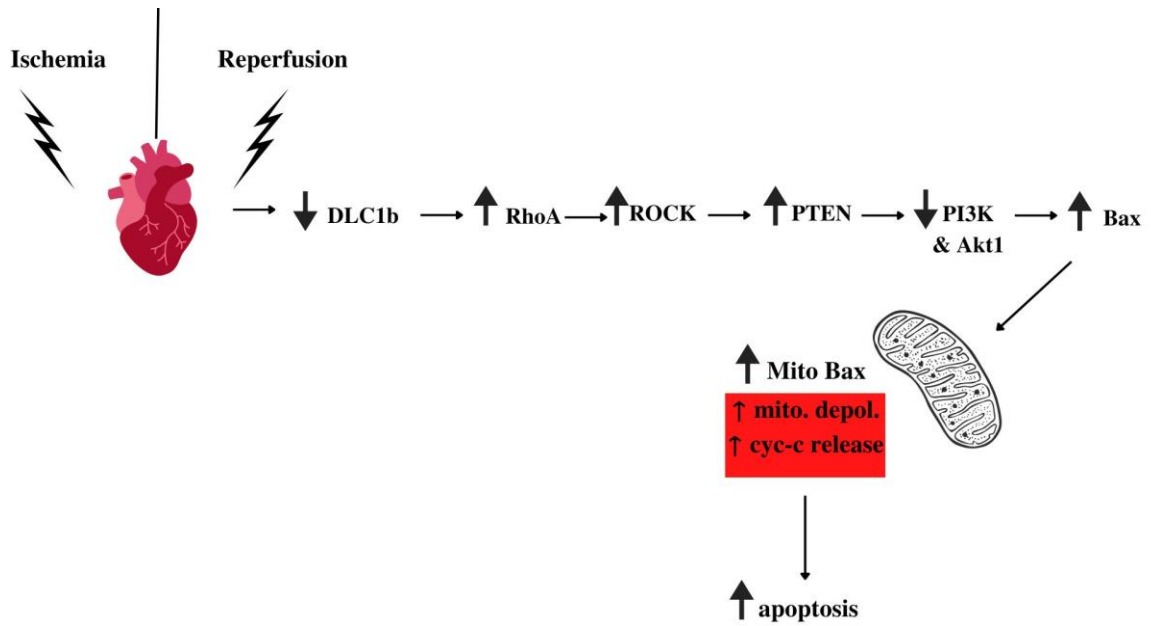 Ischemia
Reperfusion
DLC1b
RhoA
ROCK
PTEN
PI3K
& Akt1
Bax
↑ Mito Bax
↑ mito. depol.
↑ cyc-c release
↑ apoptosis